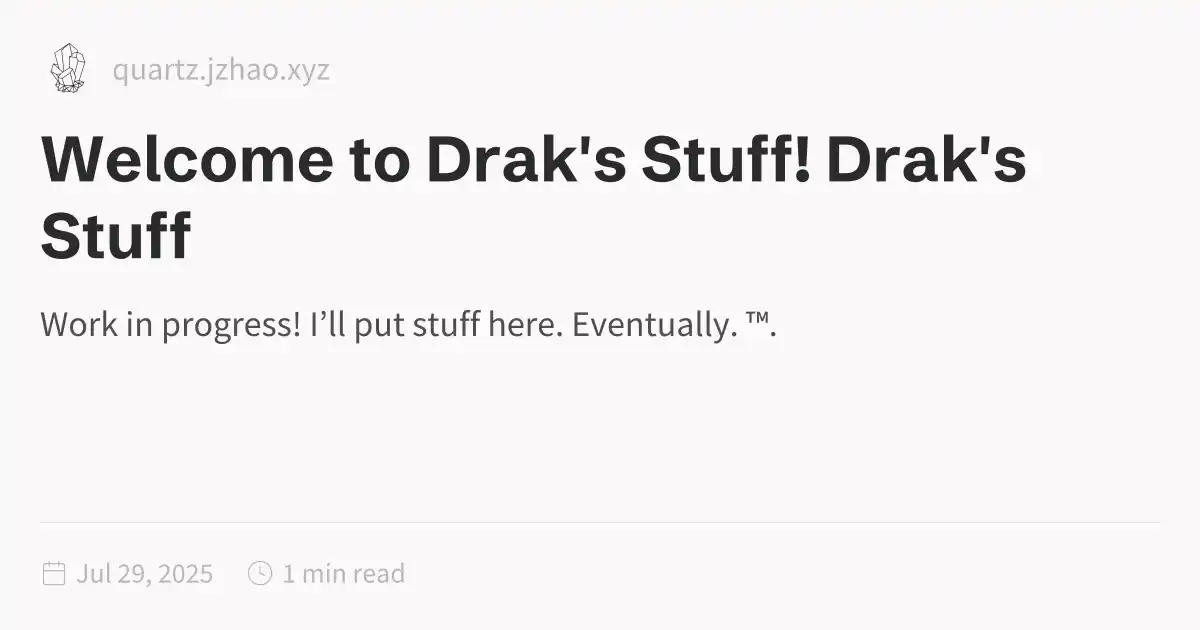 quartz.jzhao.xyz
Welcome to Drak's Stuff! Drak's
Stuff
Work in progress! I’ll put stuff here. Eventually. ™.
Jul 29, 2025
1 min read